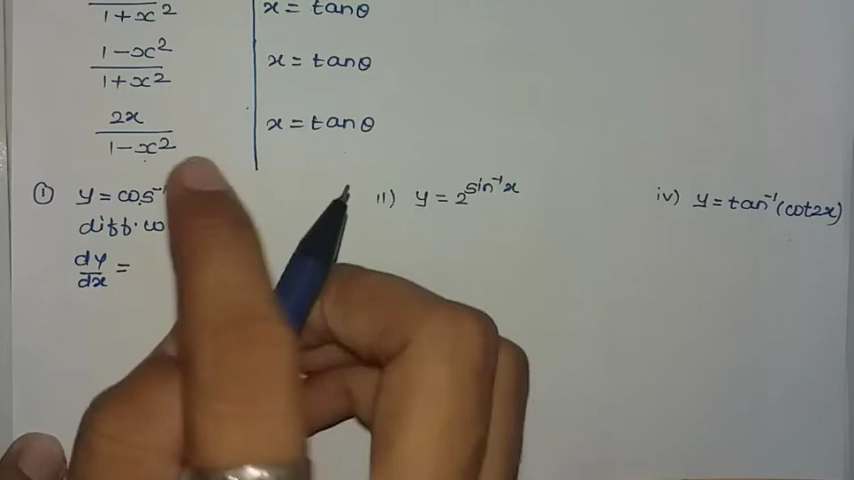 1+x²
x = tanθ
1-x²
1+x²
x = tanθ
2x
1-x²
x = tanθ
① y = cos⁻¹
diff.
dy
dx =
ii) y = 2^sin⁻¹x
iv) y = tan⁻¹(cot2x)